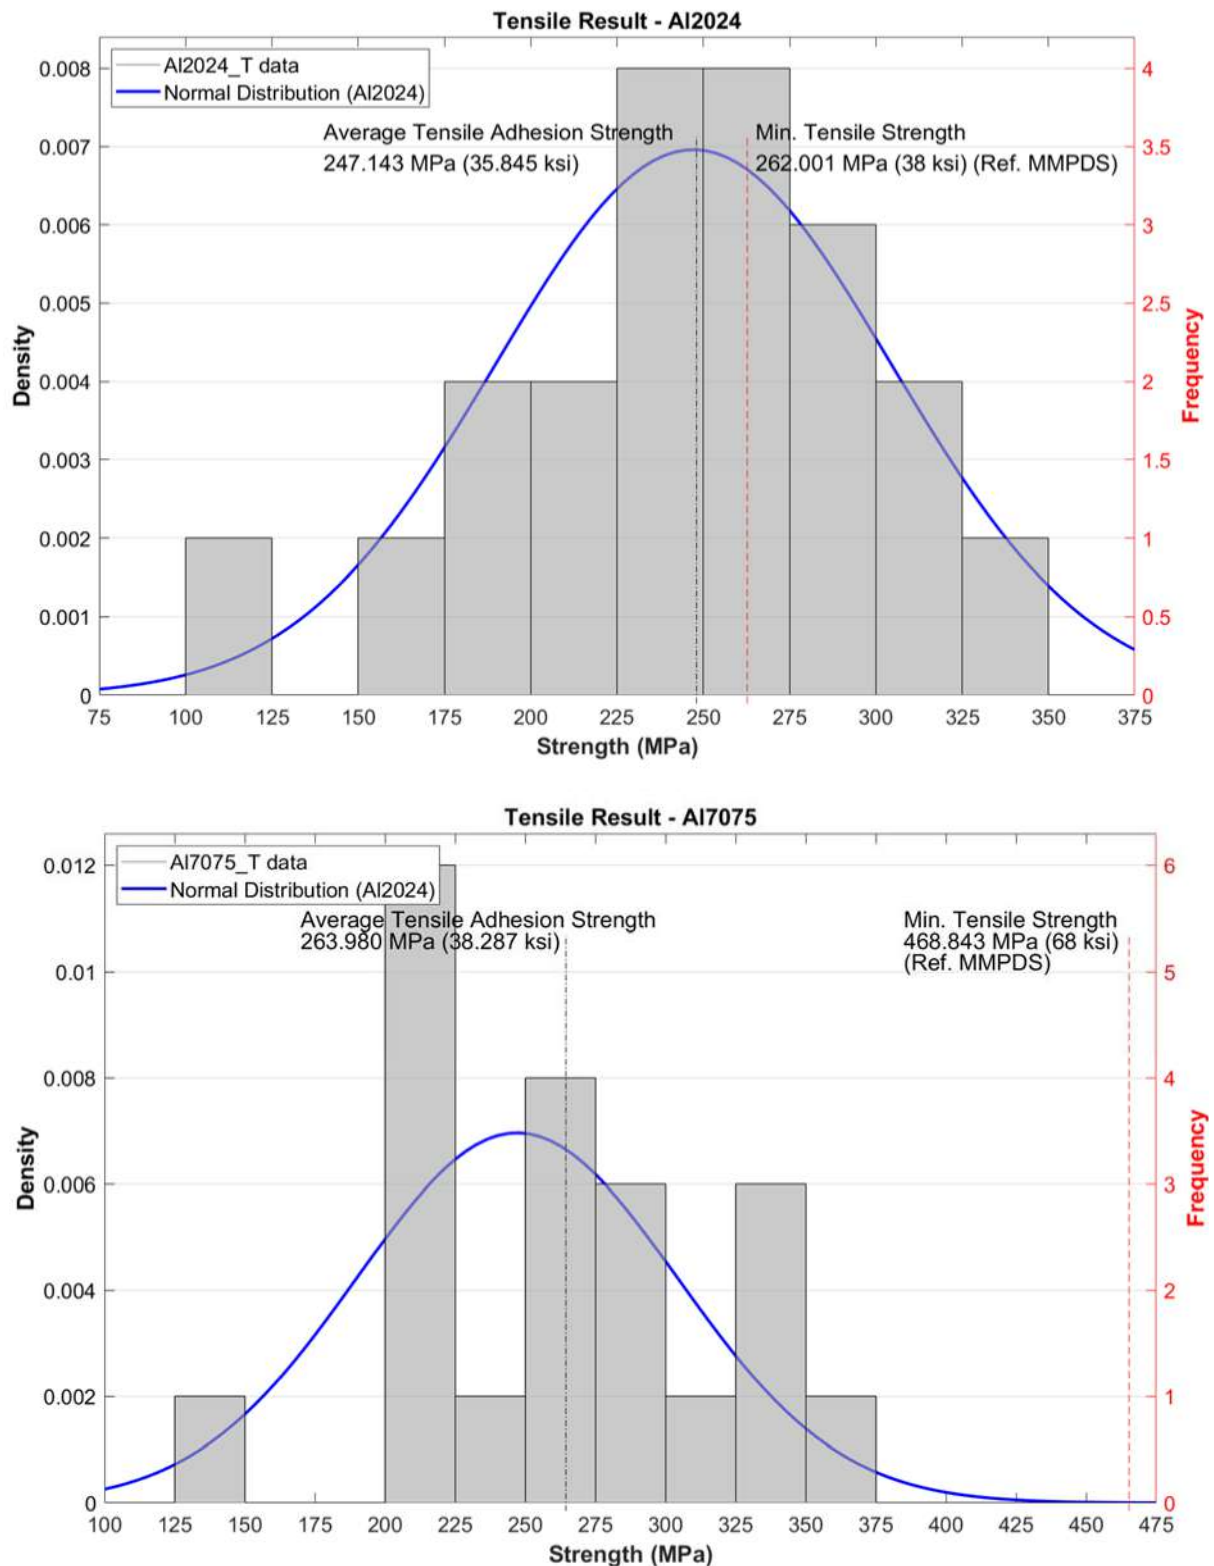 Tensile Result - Al2024
Al2024_T data
Normal Distribution (Al2024)
Average Tensile Adhesion Strength
247.143 MPa (35.845 ksi)
Min. Tensile Strength
262.001 MPa (38 ksi) (Ref. MMPDS)
Density
0.008
0.007
0.006
0.005
0.004
0.003
0.002
0.001
0
4
3.5
3
2.5
2
1.5
1
0.5
0
Frequency
75 100 125 150 175 200 225 250 275 300 325 350 375
Strength (MPa)
Tensile Result - Al7075
Al7075_T data
Normal Distribution (Al2024)
Average Tensile Adhesion Strength
263.980 MPa (38.287 ksi)
Min. Tensile Strength
468.843 MPa (68 ksi)
(Ref. MMPDS)
Density
0.012
0.01
0.008
0.006
0.004
0.002
0
6
5
4
3
2
1
0
Frequency
100 125 150 175 200 225 250 275 300 325 350 375 400 425 450 475
Strength (MPa)